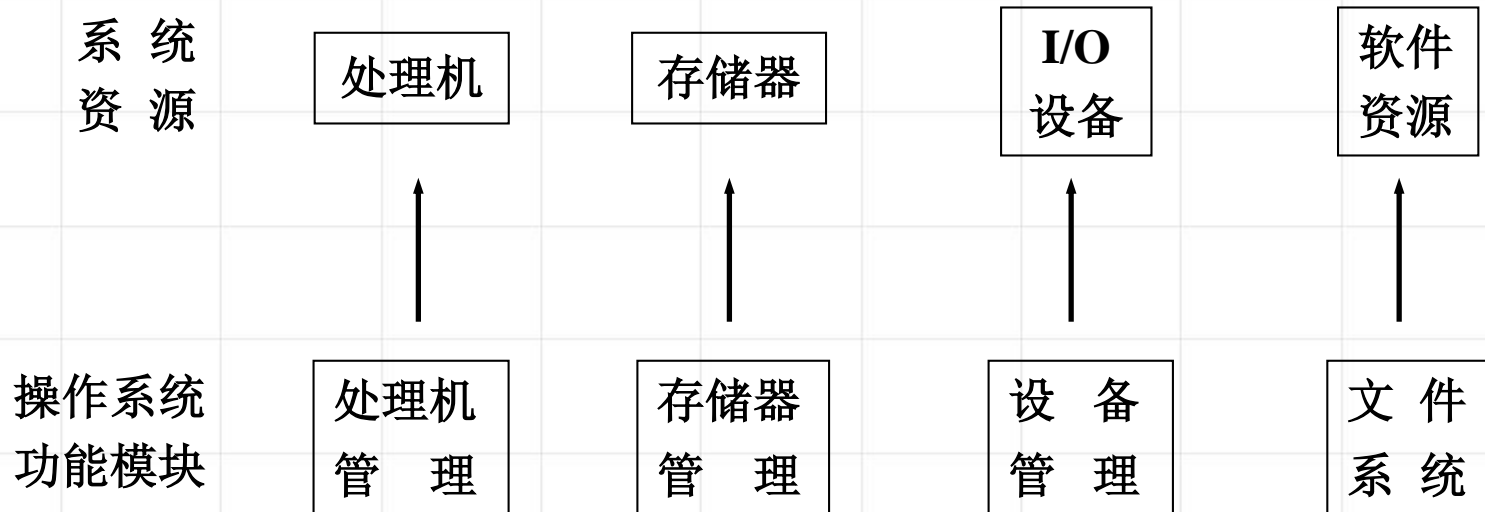 系 统
资 源
处理机
存储器
I/O
设备
软件
资源
操作系统
功能模块
处理机
管 理
存储器
管 理
设 备
管 理
文 件
系 统